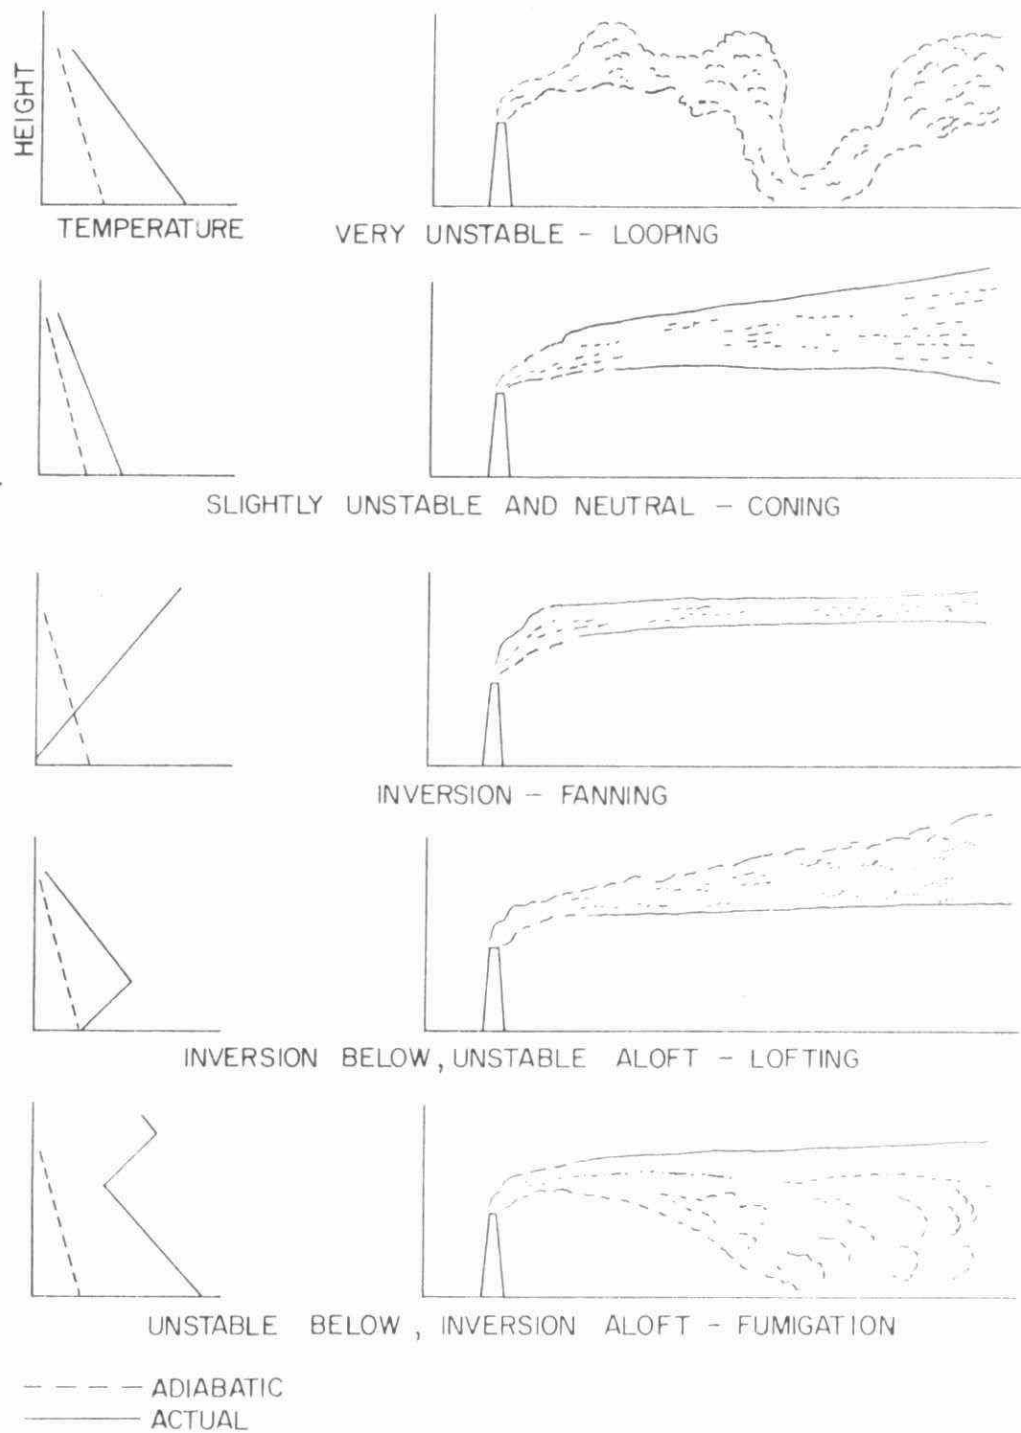 HEIGHT
TEMPERATURE
VERY UNSTABLE - LOOPING
SLIGHTLY UNSTABLE AND NEUTRAL - CONING
INVERSION - FANNING
INVERSION BELOW, UNSTABLE ALOFT - LOFTING
UNSTABLE BELOW, INVERSION ALOFT - FUMIGATION
ADIABATIC
ACTUAL